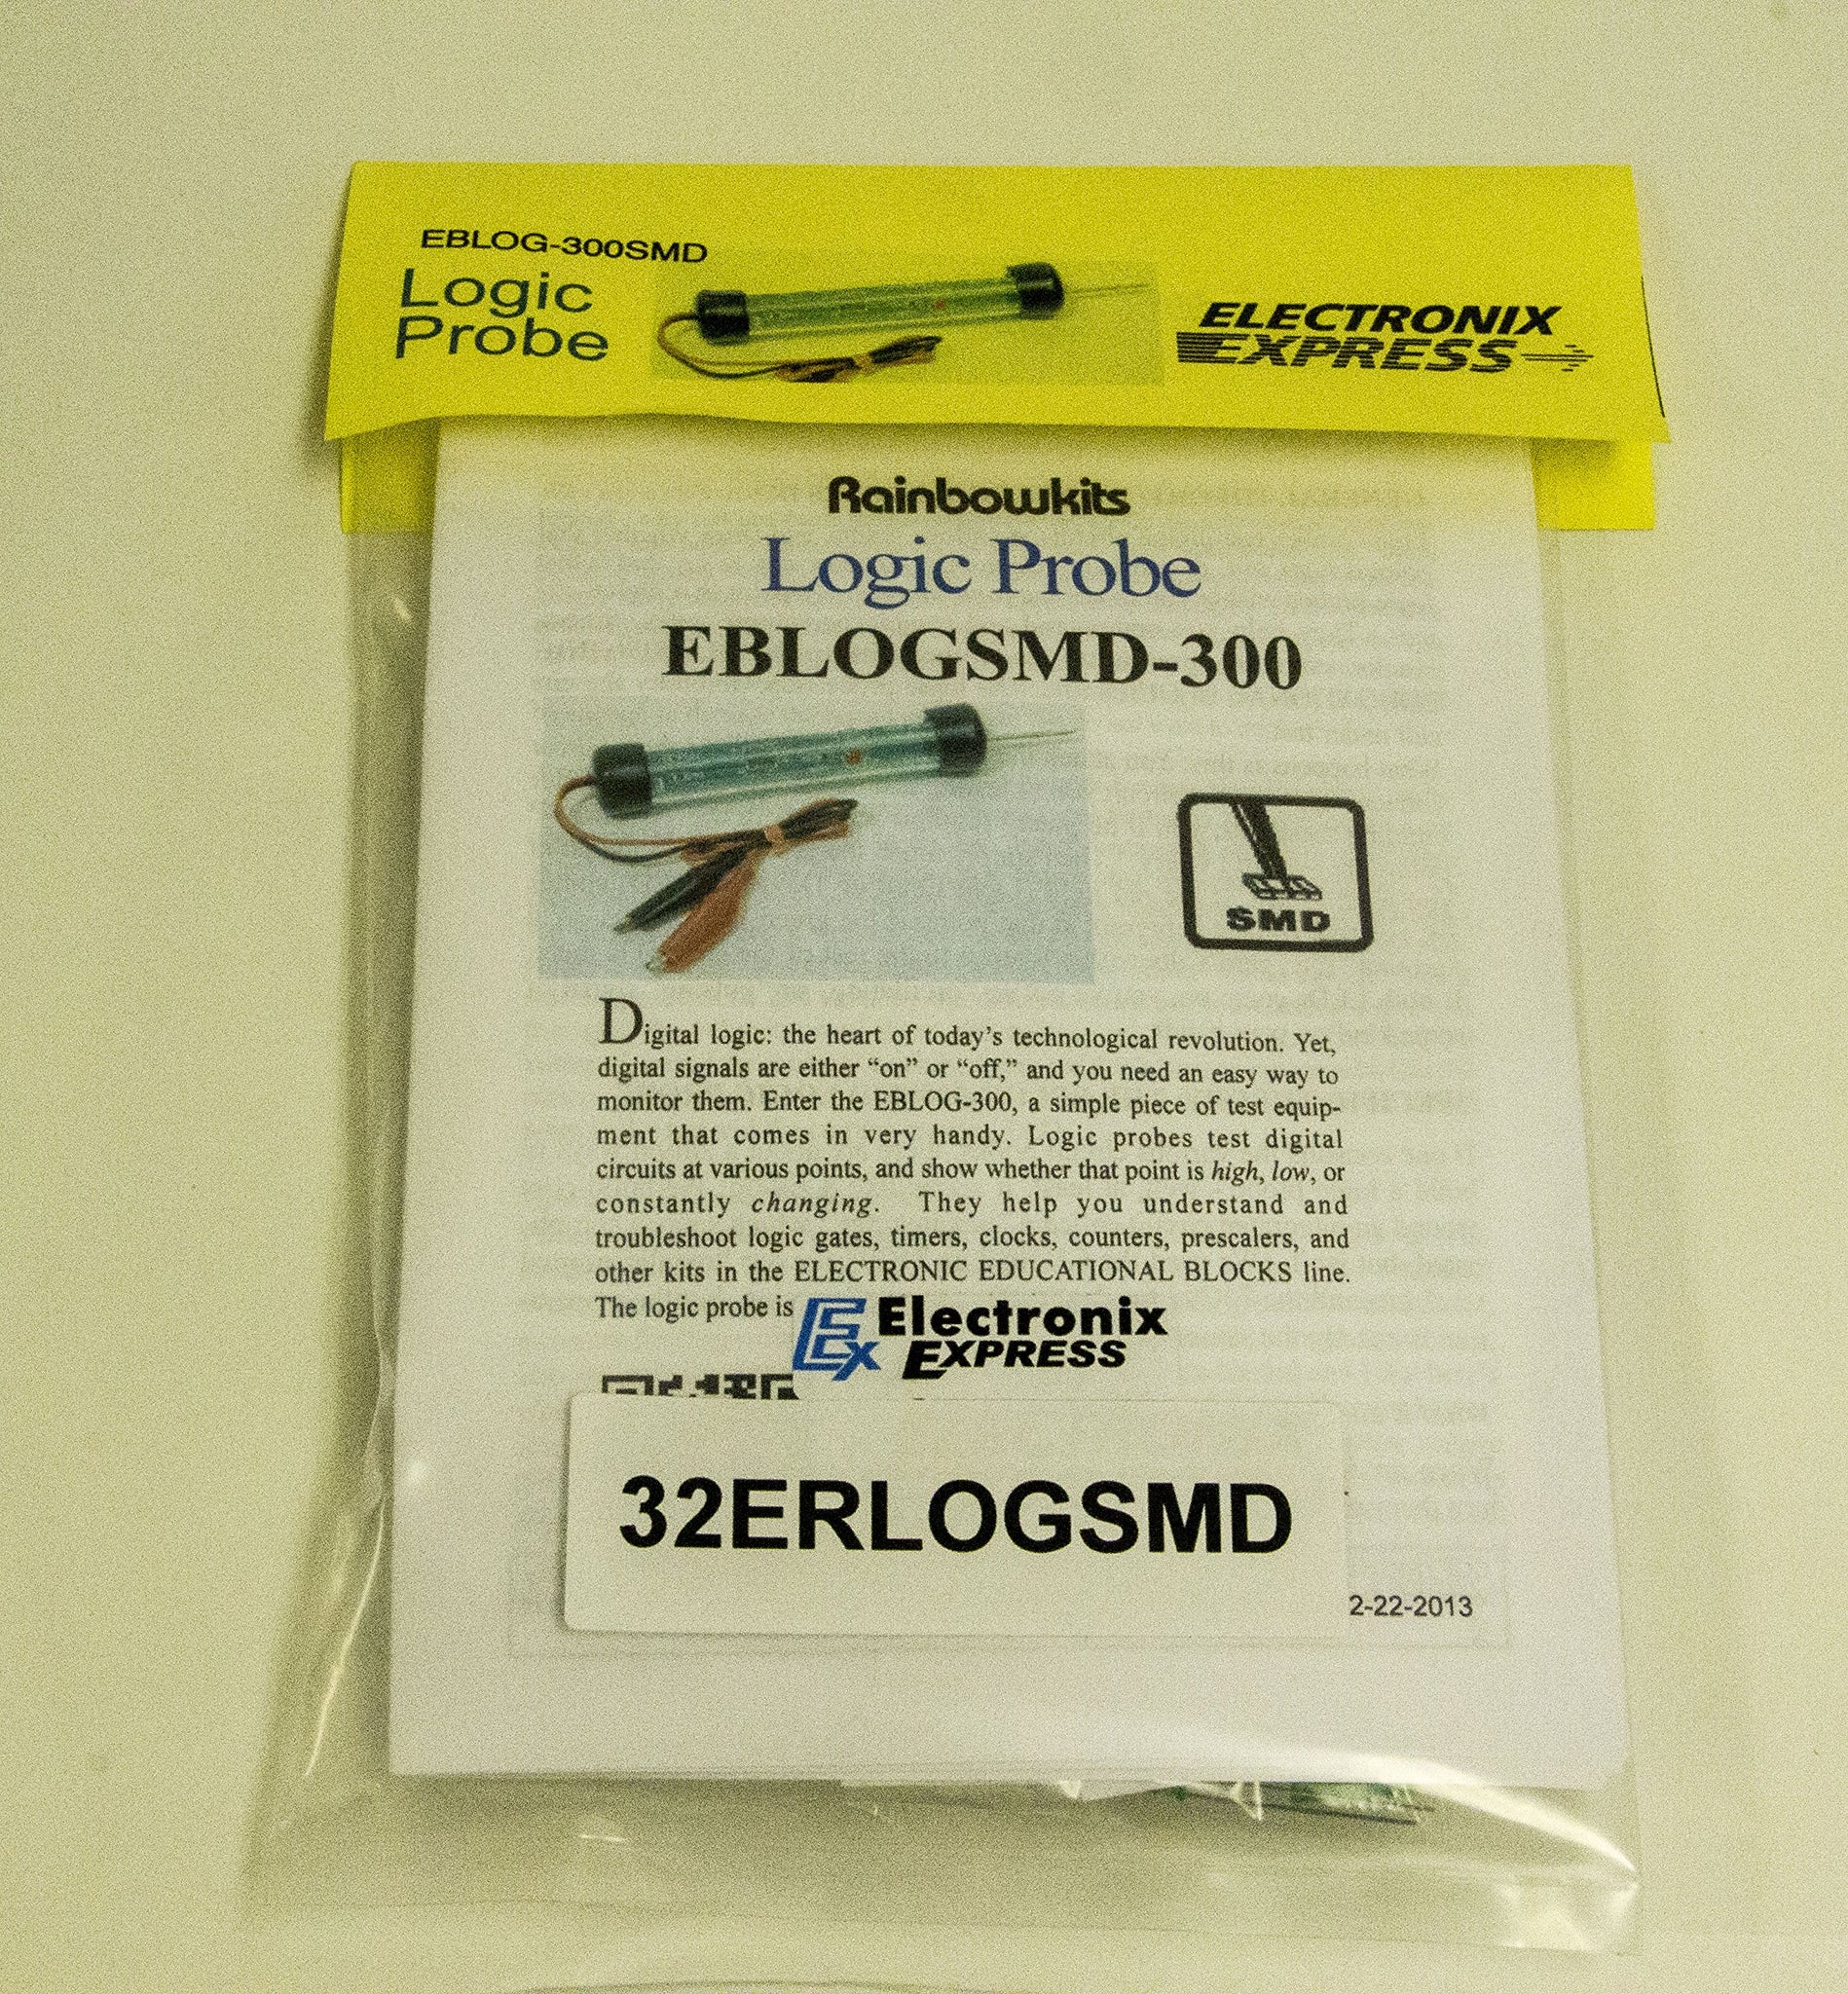 EBLOG-300SMD
Logic
Probe
ELECTRONIX
EXPRESS
Rainbowkits
Logic Probe
EBLOGSMD-300
SMD
Digital logic: the heart of today's technological revolution. Yet,
digital signals are either “on” or “off,” and you need an easy way to
monitor them. Enter the EBLOG-300, a simple piece of test equip-
ment that comes in very handy. Logic probes test digital
circuits at various points, and show whether that point is high, low, or
constantly changing. They help you understand and
troubleshoot logic gates, timers, clocks, counters, prescalers, and
other kits in the ELECTRONIC EDUCATIONAL BLOCKS line.
The logic probe is
EEX Electronix
EXPRESS
32ERLOGSMD
2-22-2013